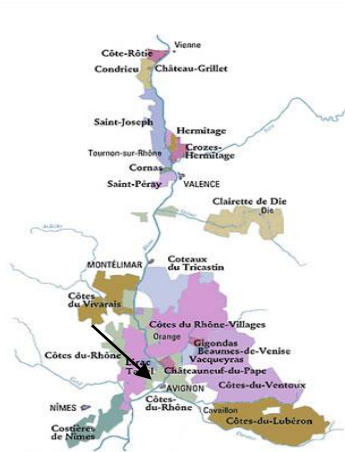 Vienne
Côte-Rôtie
Condrieu
Château-Grillet
Saint-Joseph
Hermitage
Tournon-sur-Rhône
Crozes-
Hermitage
Cornas
Saint-Péray
VALENCE
Clairette de Die
Die
MONTÉLIMAR
Coteaux
du Tricastin
Côtes
du Vivarais
Côtes du Rhône-Villages
Orange
Gigondas
Beaumes-de-Venise
Vacqueyras
Côtes du Rhône
Lirac
Châteauneuf-du-Pape
AVIGNON
Côtes-du-Ventoux
Côtes-
du-Rhône
Cavaillon
NÎMES
Côtes-du-Lubéron
Costières
de Nîmes